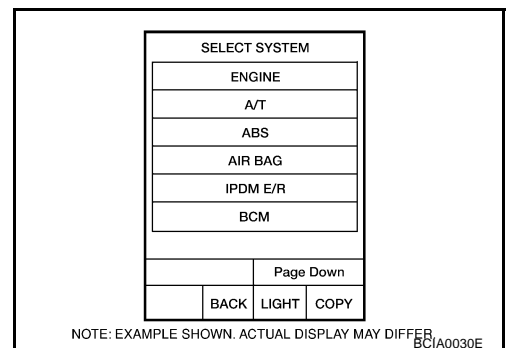 SELECT SYSTEM
ENGINE
A/T
ABS
AIR BAG
IPDM E/R
BCM
Page Down
BACK LIGHT COPY
NOTE: EXAMPLE SHOWN. ACTUAL DISPLAY MAY DIFFER.
BCIA0030E